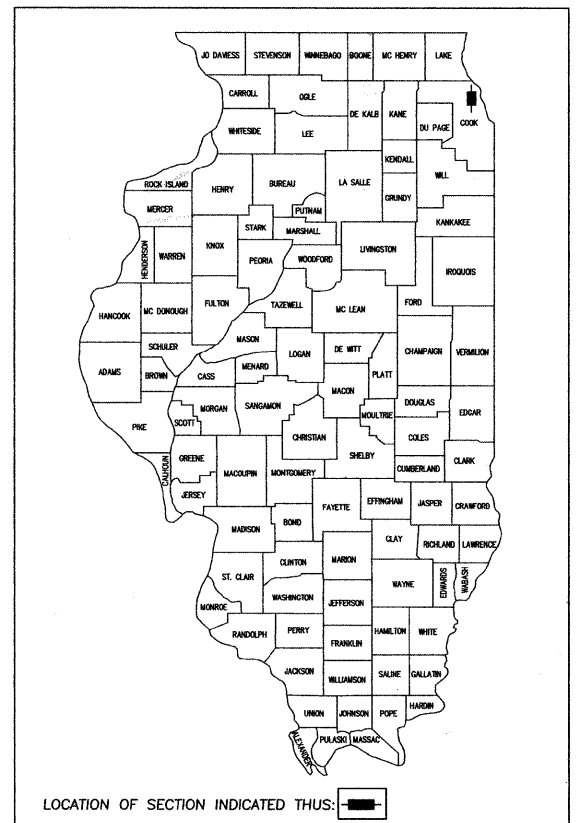 JO DAVIESS STEVENSON WINNEBAGO BOONE MC HENRY LAKE
CARROLL OGLE DE KALB KANE DU PAGE COOK
WHITESIDE LEE
KENDALL WILL
ROCK ISLAND HENRY BUREAU LA SALLE GRUNDY
MERCER PUTNAM KANKAKEE
HENDERSON WARREN KNOX STARK MARSHALL LIVINGSTON
PEORIA WOODFORD IROQUOIS
HANCOOK MC DONOUGH FULTON TAZEWELL MC LEAN FORD
SCHULER MASON LOGAN DE WITT CHAMPAIGN VERMILION
ADAMS BROWN CASS MENARD PLATT
MACON
PIKE SCOTT MORGAN SANGAMON CHRISTIAN MOULTRIE DOUGLAS EDGAR
COLES
CALHOUN GREENE MACOUPIN MONTGOMERY SHELBY CUMBERLAND CLARK
JERSEY FAYETTE EFFINGHAM JASPER CRAWFORD
MADISON BOND
CLAY RICHLAND LAWRENCE
ST. CLAIR CLINTON MARION WAYNE EDWARDS WABASH
WASHINGTON JEFFERSON
MONROE
RANDOLPH PERRY FRANKLIN HAMILTON WHITE
JACKSON WILLIAMSON SALINE GALLATIN
UNION JOHNSON POPE HARDIN
ALEXANDER PULASKI MASSAC
LOCATION OF SECTION INDICATED THUS: